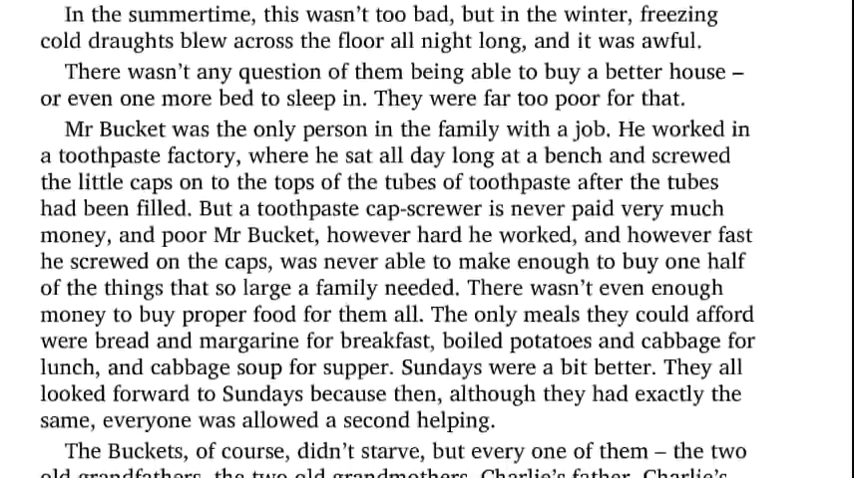 In the summertime, this wasn’t too bad, but in the winter, freezing
cold draughts blew across the floor all night long, and it was awful.
There wasn’t any question of them being able to buy a better house –
or even one more bed to sleep in. They were far too poor for that.
Mr Bucket was the only person in the family with a job. He worked in
a toothpaste factory, where he sat all day long at a bench and screwed
the little caps on to the tops of the tubes of toothpaste after the tubes
had been filled. But a toothpaste cap-screwer is never paid very much
money, and poor Mr Bucket, however hard he worked, and however fast
he screwed on the caps, was never able to make enough to buy one half
of the things that so large a family needed. There wasn’t even enough
money to buy proper food for them all. The only meals they could afford
were bread and margarine for breakfast, boiled potatoes and cabbage for
lunch, and cabbage soup for supper. Sundays were a bit better. They all
looked forward to Sundays because then, although they had exactly the
same, everyone was allowed a second helping.
The Buckets, of course, didn’t starve, but every one of them – the two
old grandfathers, the two old grandmothers, Charlie’s father, Charlie’s